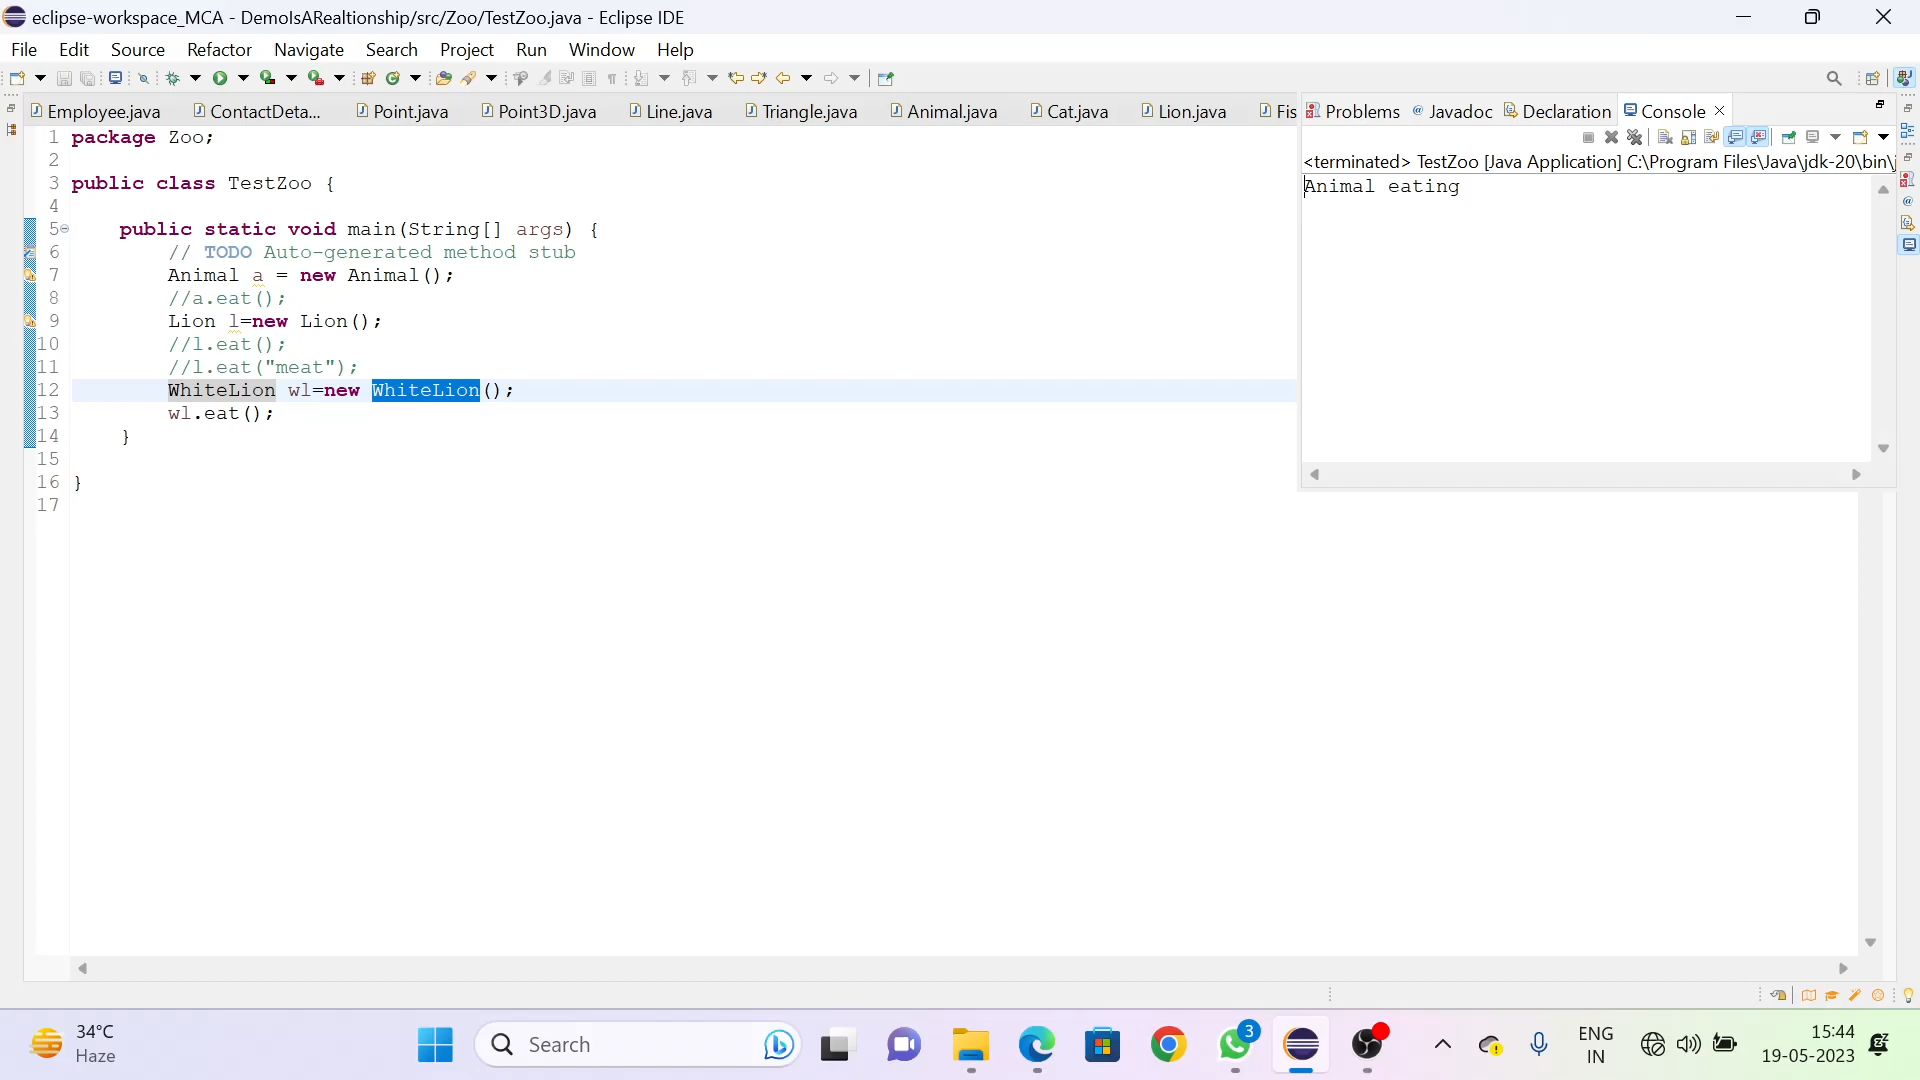 eclipse-workspace_MCA - DemoIsARealtionship/src/Zoo/TestZoo.java - Eclipse IDE
File Edit Source Refactor Navigate Search Project Run Window Help
Employee.java ContactDeta... Point.java Point3D.java Line.java Triangle.java Animal.java Cat.java Lion.java Fis
Problems Javadoc Declaration Console
<terminated> TestZoo [Java Application] C:\Program Files\Java\jdk-20\bin\j
Animal eating
1 package Zoo;
2
3 public class TestZoo {
4
5 public static void main(String[] args) {
6 // TODO Auto-generated method stub
7 Animal a = new Animal();
8 //a.eat();
9 Lion l=new Lion();
10 //l.eat();
11 //l.eat("meat");
12 WhiteLion wl=new WhiteLion();
13 wl.eat();
14 }
15
16 }
17
34°C
Haze
Search
3
ENG
IN
15:44
19-05-2023